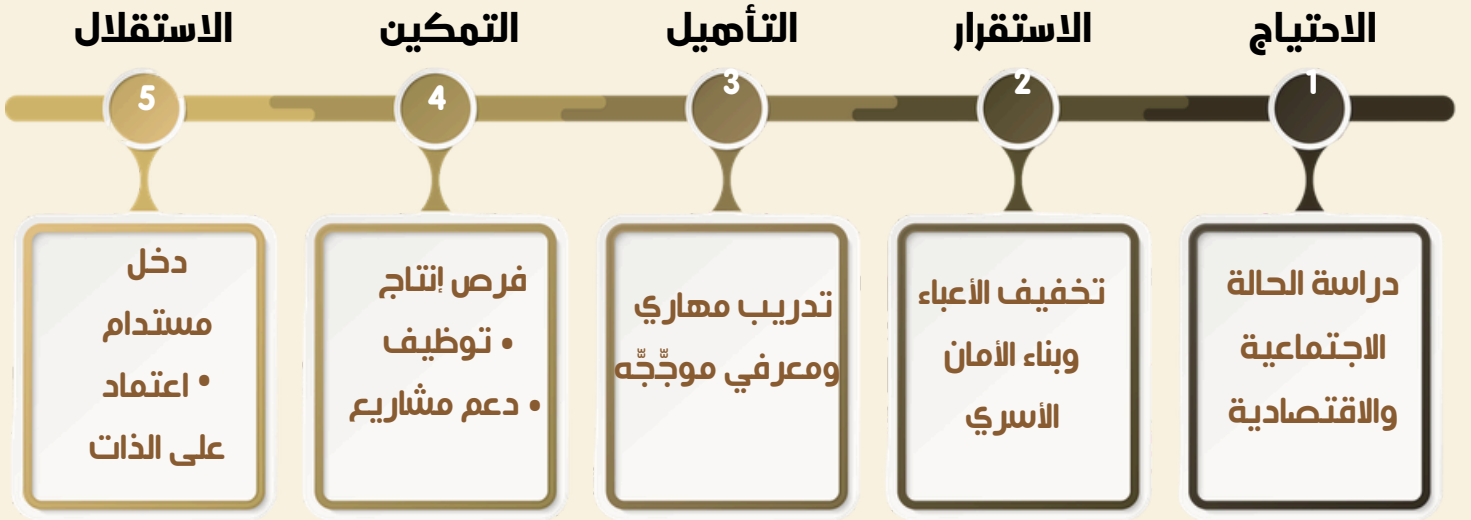 الاحتياج
1
دراسة الحالة
الاجتماعية
والاقتصادية
الاستقرار
2
تخفيف الأعباء
وبناء الأمان
الأسري
التأهيل
3
تدريب مهاري
ومعرفي موجَّجَّه
التمكين
4
فرص إنتاج
• توظيف
• دعم مشاريع
الاستقلال
5
دخل
مستدام
• اعتماد
على الذات